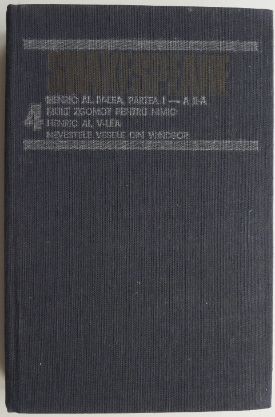 SHAKESPEARE
4
HENRIC AL IV-LEA, PARTEA I — A II-A
MULT ZGOMOT PENTRU NIMIC
HENRIC AL V-LEA
NEVESTELE VESELE DIN WINDSOR